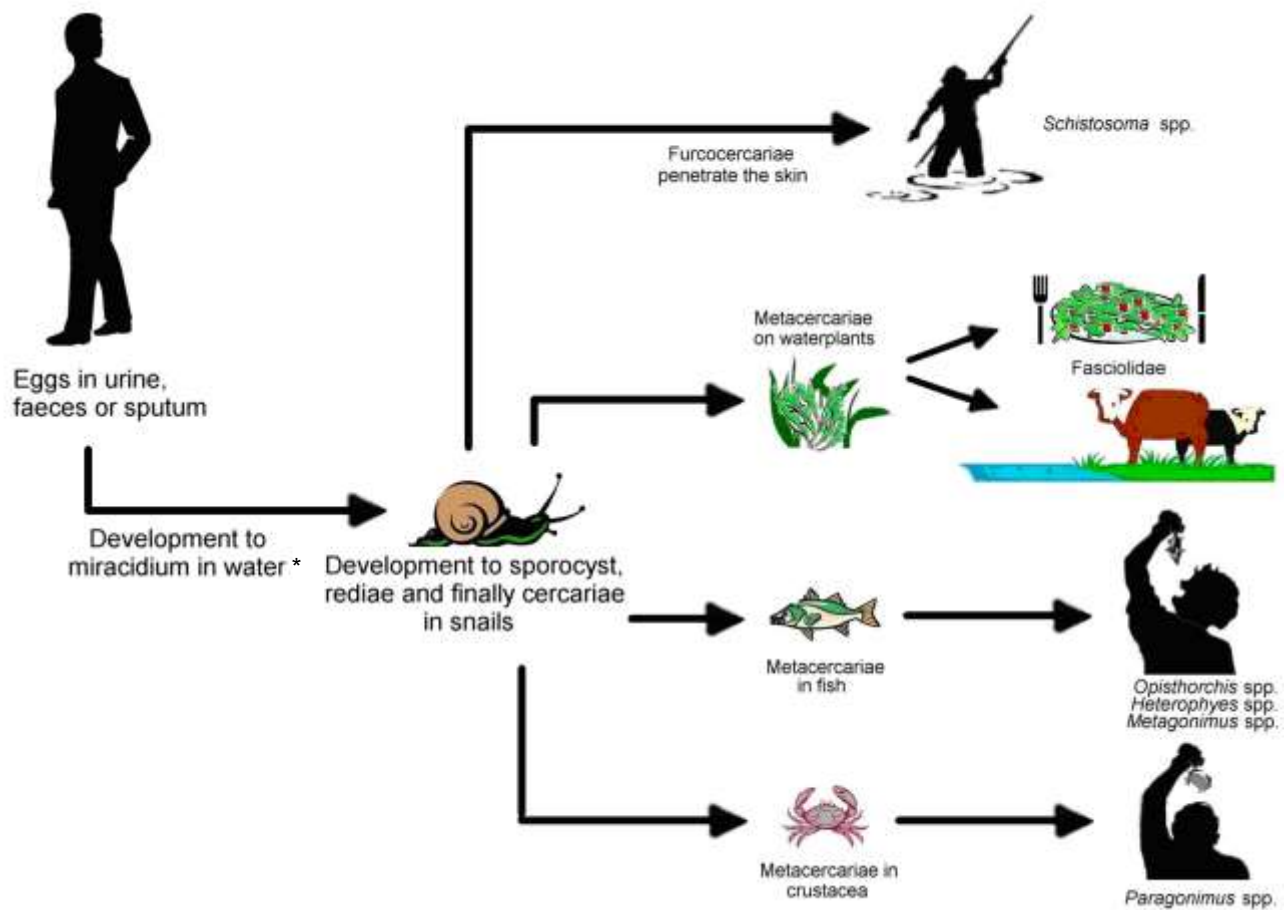 Eggs in urine,
faeces or sputum
Development to
miracidium in water *
Development to sporocyst,
rediae and finally cercariae
in snails
Furcocercariae
penetrate the skin
Schistosoma spp.
Metacercariae
on waterplants
Fasciolidae
Metacercariae
in fish
Opisthorchis spp.
Heterophyes spp.
Metagonimus spp.
Metacercariae in
crustacea
Paragonimus spp.